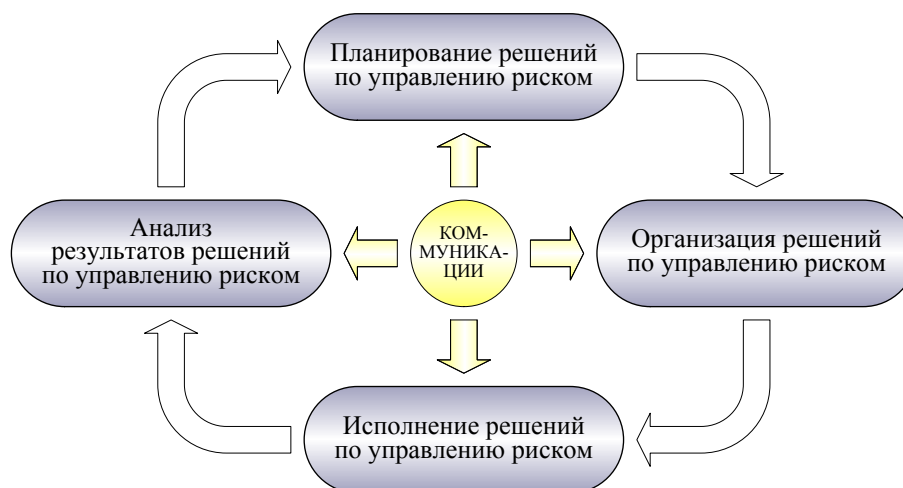 Планирование решений
по управлению риском
Анализ
результатов решений
по управлению риском
КОМ-
МУНИКА-
ЦИИ
Организация решений
по управлению риском
Исполнение решений
по управлению риском